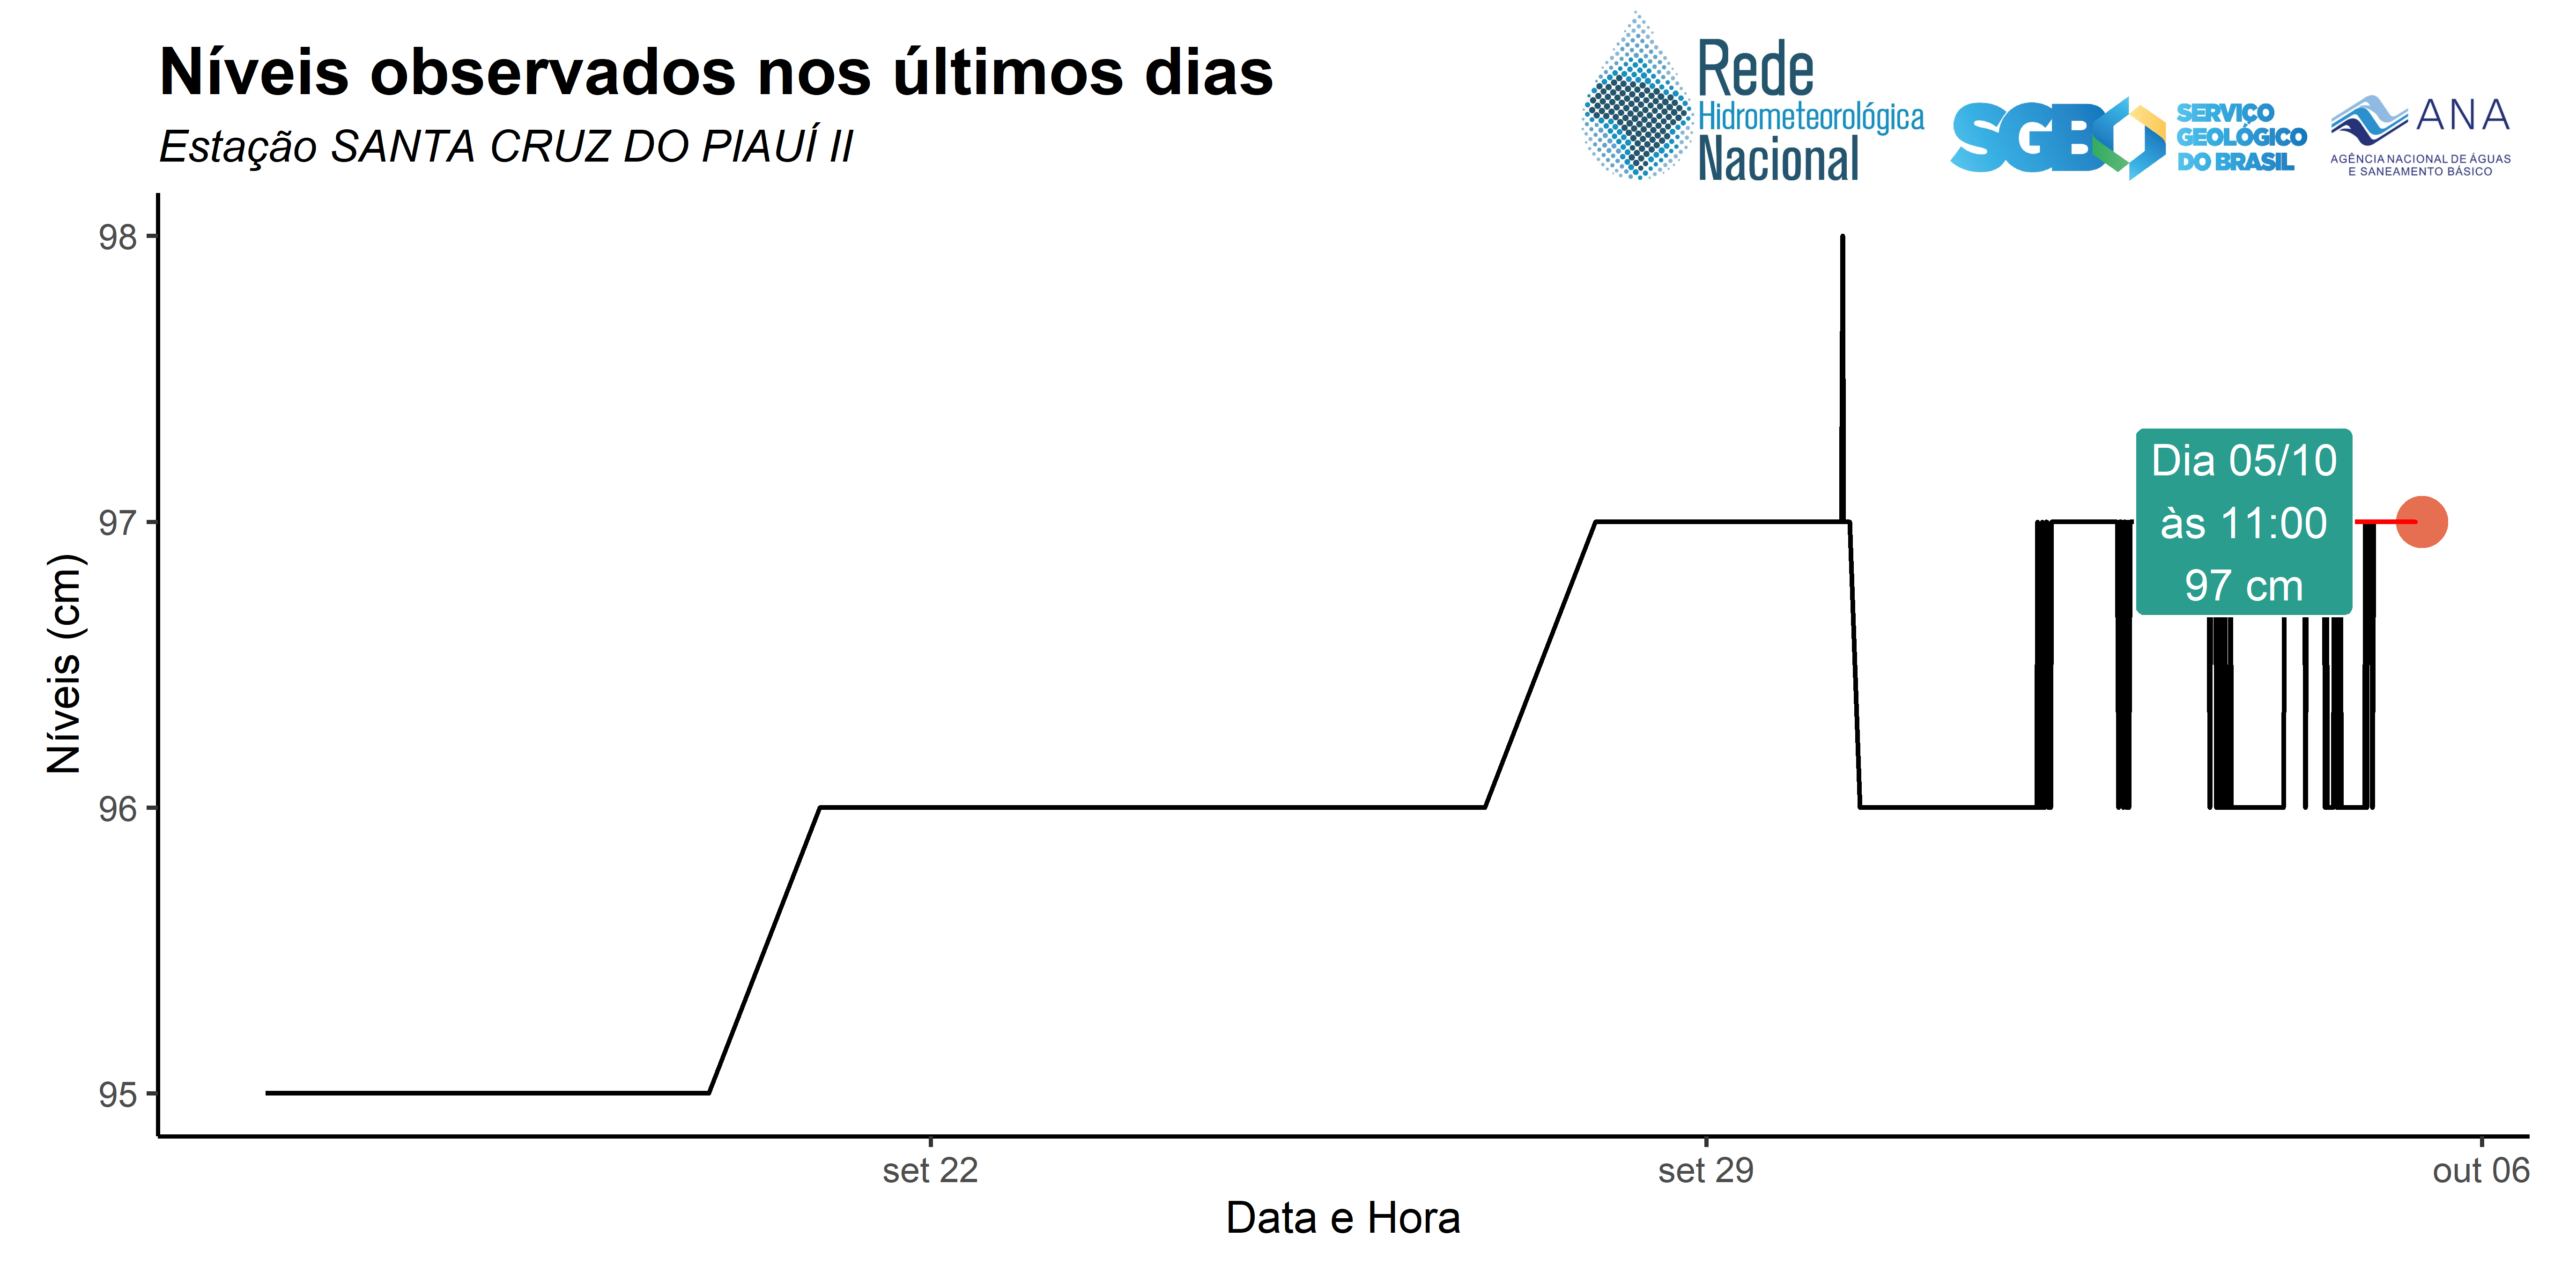 Níveis observados nos últimos dias
Estação SANTA CRUZ DO PIAUÍ II
Rede
Hidrometeorológica
Nacional
SGB
SERVIÇO
GEOLÓGICO
DO BRASIL
ANA
AGÊNCIA NACIONAL DE ÁGUAS
E SANEAMENTO BÁSICO
98
97
96
95
Níveis (cm)
Dia 05/10
às 11:00
97 cm
set 22
set 29
out 06
Data e Hora